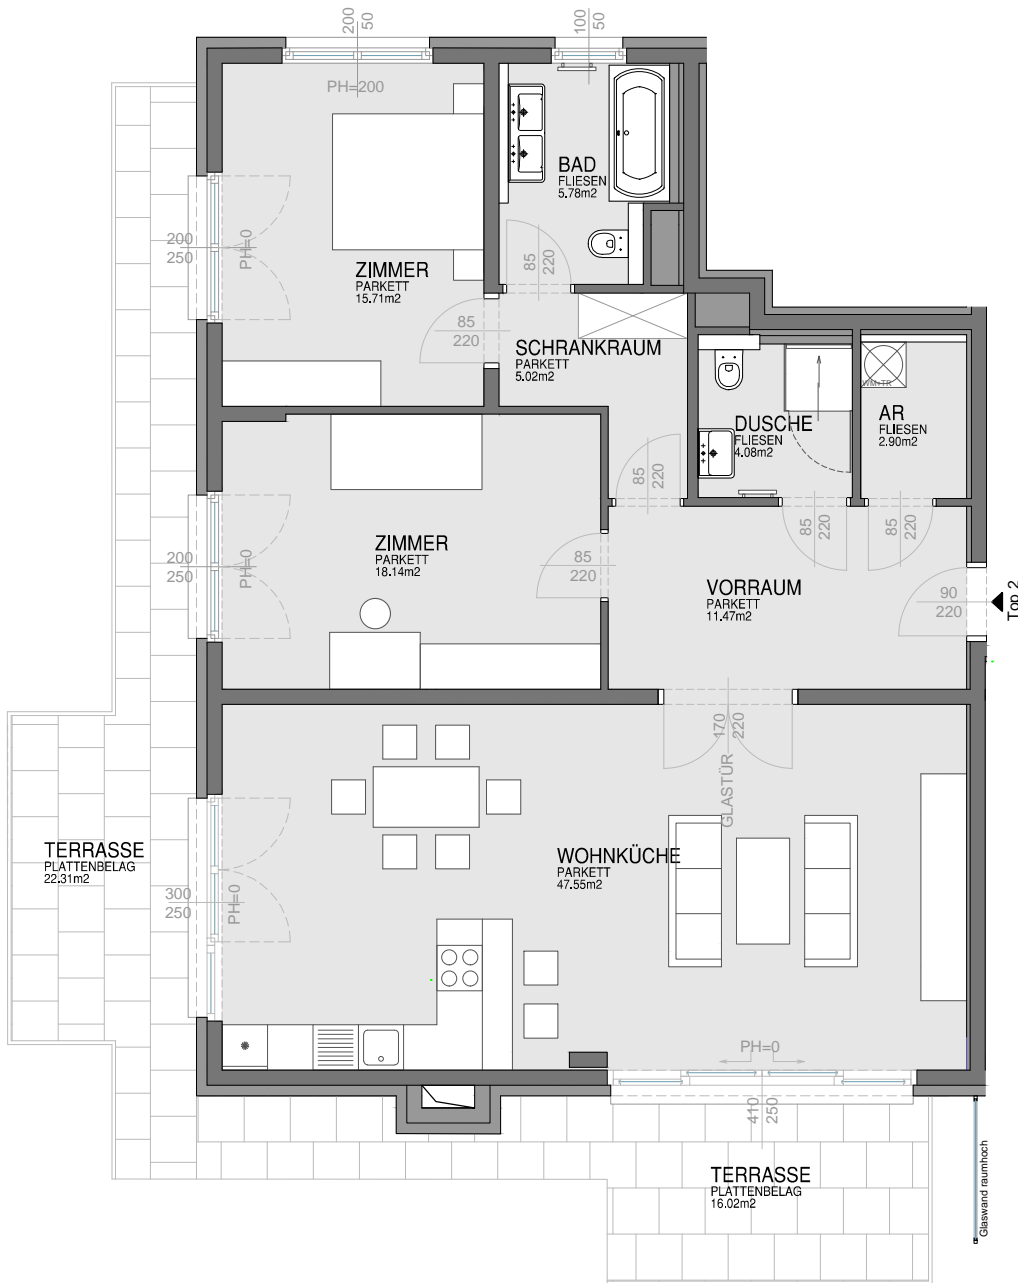 200
50
100
50
PH=200
BAD
FLIESEN
5.78m2
200
250
PH=0
ZIMMER
PARKETT
15.71m2
85
220
85
220
SCHRANKRAUM
PARKETT
5.02m2
WM+TR
DUSCHE
FLIESEN
4.08m2
AR
FLIESEN
2.90m2
85
220
85
220
85
220
ZIMMER
PARKETT
18.14m2
200
250
PH=0
85
220
VORRAUM
PARKETT
11.47m2
90
220
Top 2
170
220
GLASTÜR
TERRASSE
PLATTENBELAG
22.31m2
300
250
PH=0
WOHNKÜCHE
PARKETT
47.55m2
PH=0
410
250
TERRASSE
PLATTENBELAG
16.02m2
Glaswand raumhoch